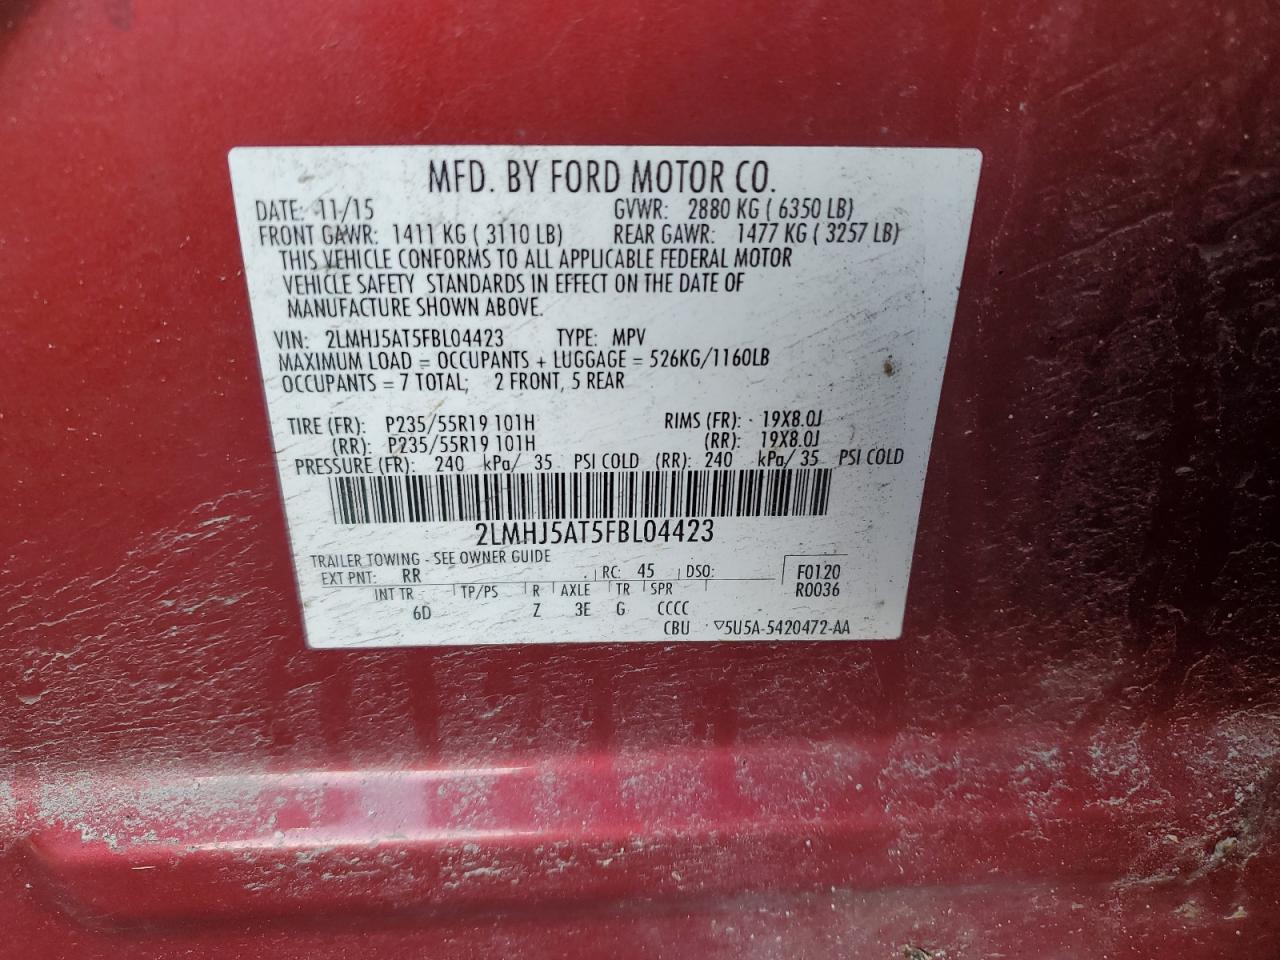 MFD. BY FORD MOTOR CO.
DATE: 11/15 GVWR: 2880 KG ( 6350 LB)
FRONT GAWR: 1411 KG ( 3110 LB) REAR GAWR: 1477 KG ( 3257 LB)
THIS VEHICLE CONFORMS TO ALL APPLICABLE FEDERAL MOTOR
VEHICLE SAFETY STANDARDS IN EFFECT ON THE DATE OF
MANUFACTURE SHOWN ABOVE.
VIN: 2LMHJ5AT5FBL04423 TYPE: MPV
MAXIMUM LOAD = OCCUPANTS + LUGGAGE = 526KG/1160LB
OCCUPANTS = 7 TOTAL; 2 FRONT, 5 REAR
TIRE (FR): P235/55R19 101H RIMS (FR): 19X8.0J
(RR): P235/55R19 101H (RR): 19X8.0J
PRESSURE (FR): 240 kPa/ 35 PSI COLD (RR): 240 kPa/ 35 PSI COLD
2LMHJ5AT5FBL04423
TRAILER TOWING - SEE OWNER GUIDE
EXT PNT: RR RC: 45 DSO: F0120
INT TR TP/PS R AXLE TR SPR R0036
6D Z 3E G CCCC
CBU ▽5U5A-5420472-AA